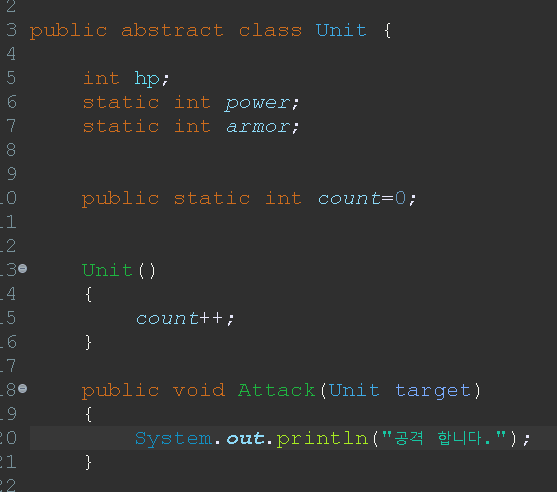 2
3 public abstract class Unit {
4
5 int hp;
6 static int power;
7 static int armor;
8
9
10 public static int count=0;
11
12
13 Unit()
14 {
15 count++;
16 }
17
18 public void Attack(Unit target)
19 {
20 System.out.println("공격 합니다.");
21 }
22